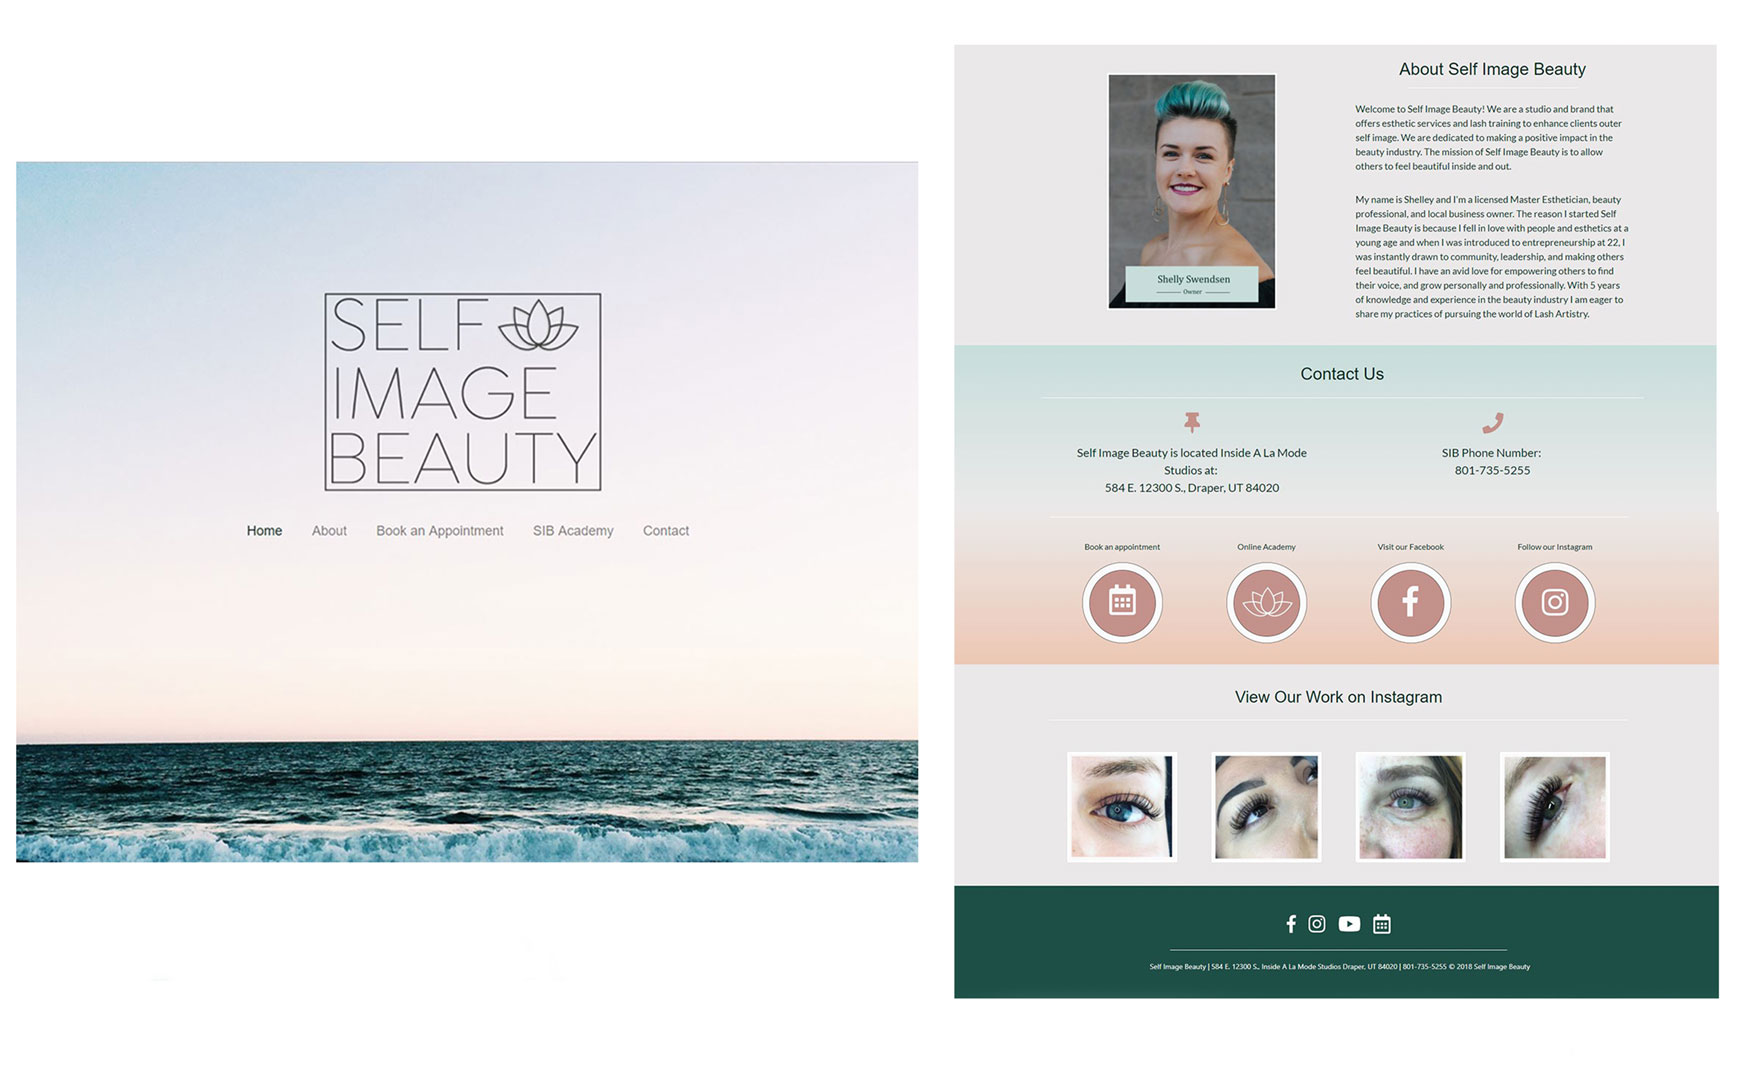 SELF
IMAGE
BEAUTY
Home About Book an Appointment SIB Academy Contact
About Self Image Beauty
Welcome to Self Image Beauty! We are a studio and brand that
offers esthetic services and lash training to enhance clients outer
self image. We are dedicated to making a positive impact in the
beauty industry. The mission of Self Image Beauty is to allow
others to feel beautiful inside and out.
My name is Shelley and I'm a licensed Master Esthetician, beauty
professional, and local business owner. The reason I started Self
Image Beauty is because I fell in love with people and esthetics at a
young age and when I was introduced to entrepreneurship at 22, I
was instantly drawn to community, leadership, and making others
feel beautiful. I have an avid love for empowering others to find
their voice, and grow personally and professionally. With 5 years
of knowledge and experience in the beauty industry I am eager to
share my practices of pursuing the world of Lash Artistry.
Shelly Swendsen
Owner
Contact Us
Self Image Beauty is located Inside A La Mode
Studios at:
584 E. 12300 S., Draper, UT 84020
SIB Phone Number:
801-735-5255
Book an appointment
Online Academy
Visit our Facebook
Follow our Instagram
View Our Work on Instagram
Self Image Beauty | 584 E. 12300 S., Inside A La Mode Studios Draper, UT 84020 | 801-735-5255 © 2018 Self Image Beauty